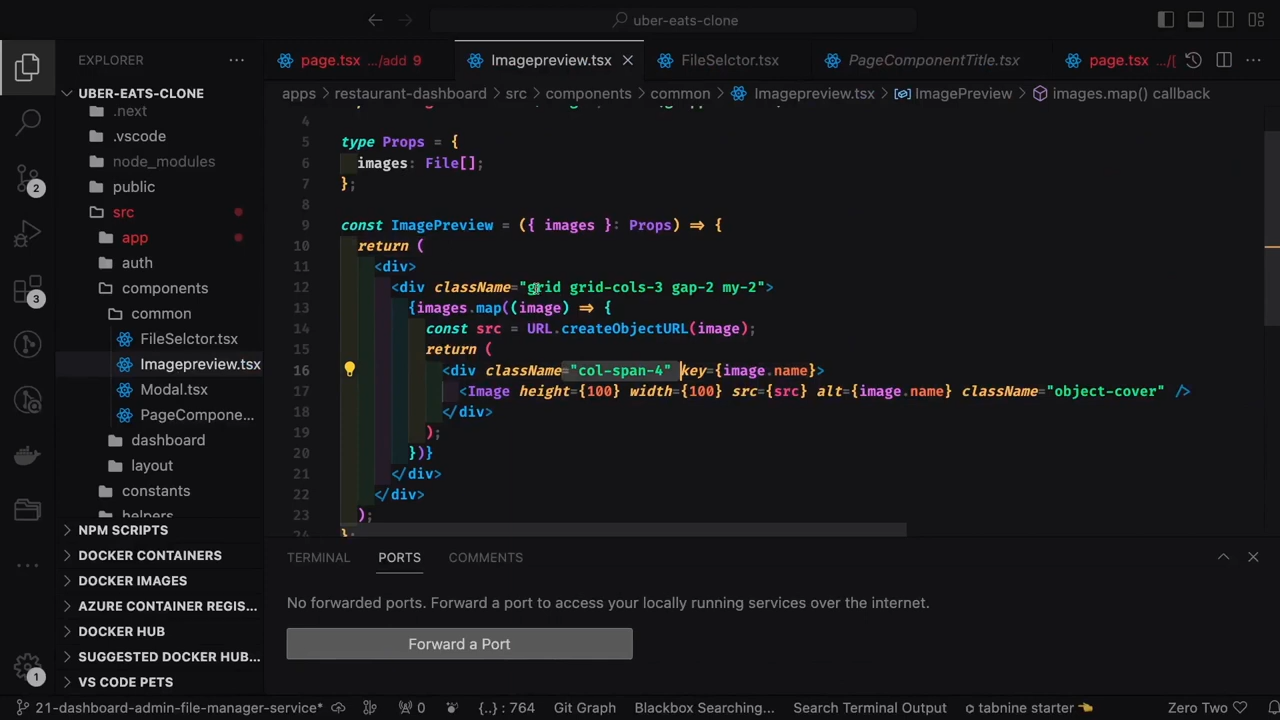 uber-eats-clone
EXPLORER
page.tsx .../add 9
Imagepreview.tsx
FileSelctor.tsx
PageComponentTitle.tsx
page.tsx .../[
UBER-EATS-CLONE
apps > restaurant-dashboard > src > components > common > Imagepreview.tsx > ImagePreview > images.map() callback
.next
.vscode
node_modules
public
src
app
auth
components
common
FileSelctor.tsx
Imagepreview.tsx
Modal.tsx
PageCompone...
dashboard
layout
constants
helpers
4
5 type Props = {
6 images: File[];
7 };
8
9 const ImagePreview = ({ images }: Props) => {
10 return (
11 <div>
12 <div className="grid grid-cols-3 gap-2 my-2">
13 {images.map((image) => {
14 const src = URL.createObjectURL(image);
15 return (
16 <div className="col-span-4" key={image.name}>
17 <Image height={100} width={100} src={src} alt={image.name} className="object-cover" />
18 </div>
19 );
20 })}
21 </div>
22 </div>
23 );
24 };
2
3
1
NPM SCRIPTS
DOCKER CONTAINERS
DOCKER IMAGES
AZURE CONTAINER REGIS...
DOCKER HUB
SUGGESTED DOCKER HUB...
VS CODE PETS
TERMINAL
PORTS
COMMENTS
No forwarded ports. Forward a port to access your locally running services over the internet.
Forward a Port
21-dashboard-admin-file-manager-service*
0
{..} : 764
Git Graph
Blackbox Searching...
Search Terminal Output
tabnine starter
Zero Two